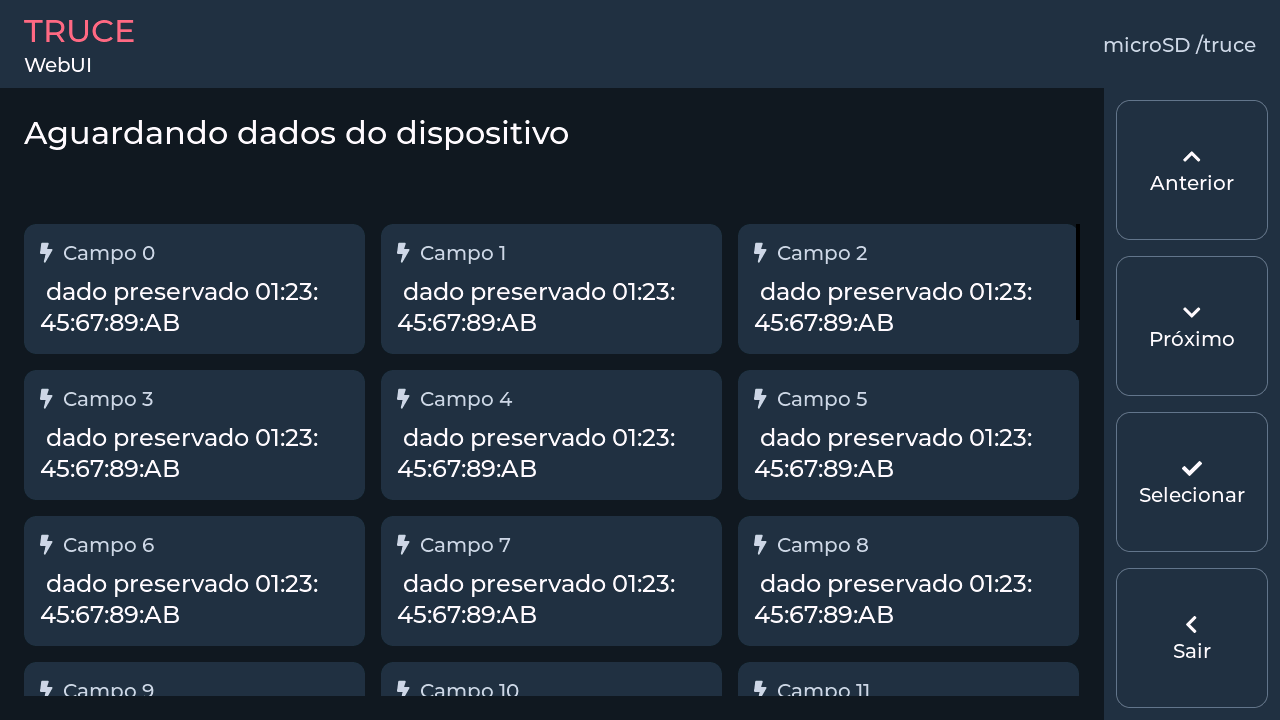 TRUCE
WebUI
microSD /truce
Aguardando dados do dispositivo
Campo 0
dado preservado 01:23:
45:67:89:AB
Campo 1
dado preservado 01:23:
45:67:89:AB
Campo 2
dado preservado 01:23:
45:67:89:AB
Campo 3
dado preservado 01:23:
45:67:89:AB
Campo 4
dado preservado 01:23:
45:67:89:AB
Campo 5
dado preservado 01:23:
45:67:89:AB
Campo 6
dado preservado 01:23:
45:67:89:AB
Campo 7
dado preservado 01:23:
45:67:89:AB
Campo 8
dado preservado 01:23:
45:67:89:AB
Campo 9
Campo 10
Campo 11
Anterior
Próximo
Selecionar
Sair